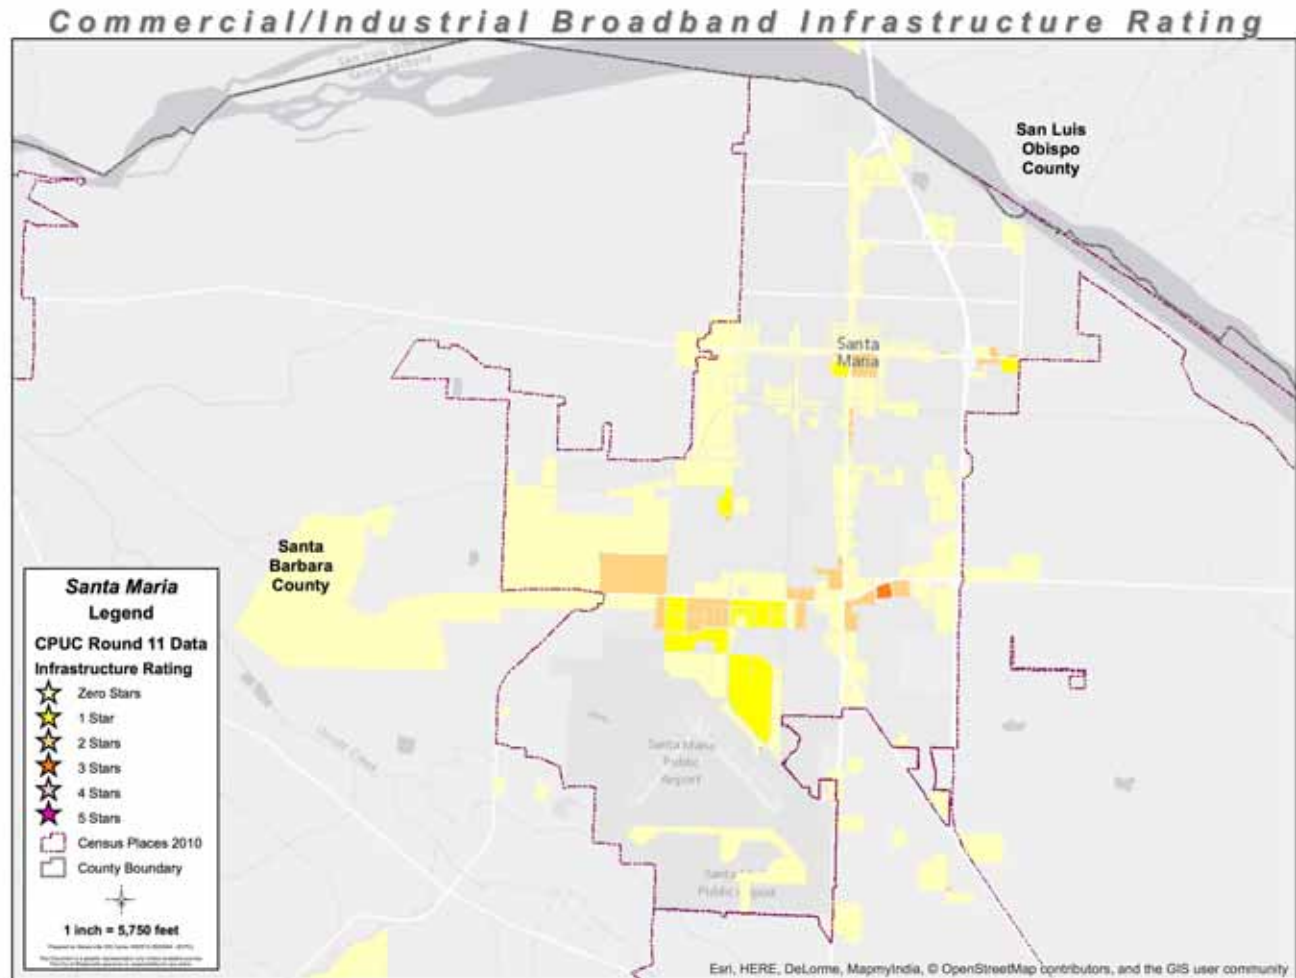 Commercial/Industrial Broadband Infrastructure Rating
San Luis
Obispo
County
Santa
Maria
Santa
Barbara
County
Santa Maria
Public
Airport
Santa Maria
Legend
CPUC Round 11 Data
Infrastructure Rating
Zero Stars
1 Star
2 Stars
3 Stars
4 Stars
5 Stars
Census Places 2010
County Boundary
1 inch = 5,750 feet
Public
Esri, HERE, DeLorme, MapmyIndia, © OpenStreetMap contributors, and the GIS user community